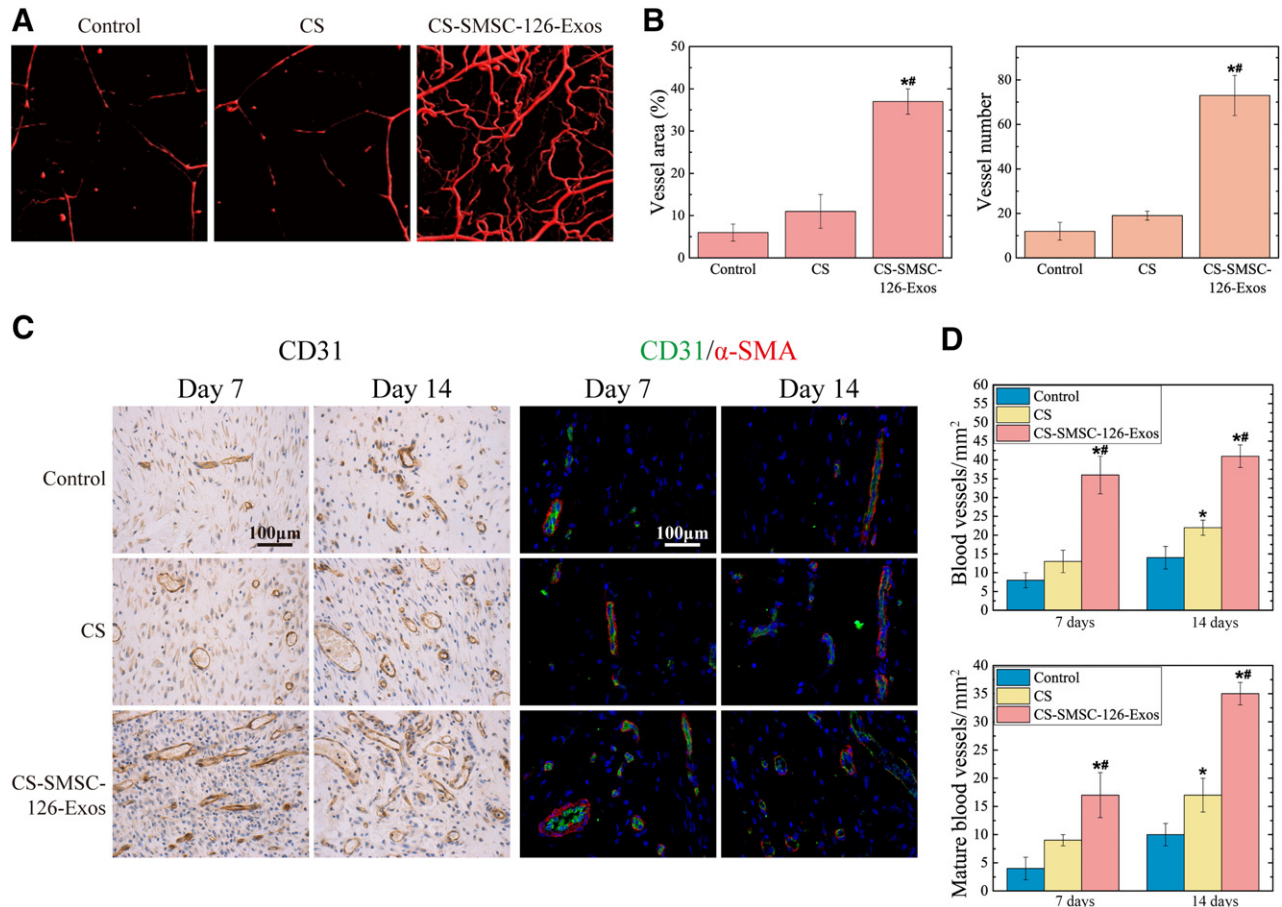 A
Control
CS
CS-SMSC-126-Exos
B
Vessel area (%)
50
40
30
20
10
0
*#
Control
CS
CS-SMSC-
126-Exos
Vessel number
80
60
40
20
0
*#
Control
CS
CS-SMSC-
126-Exos
C
CD31
CD31/α-SMA
Day 7
Day 14
Day 7
Day 14
Control
100μm
100μm
CS
CS-SMSC-
126-Exos
D
Blood vessels/mm²
60
55
50
45
40
35
30
25
20
15
10
5
0
Control
CS
CS-SMSC-126-Exos
*#
*
*#
7 days
14 days
Mature blood vessels/mm²
40
35
30
25
20
15
10
5
0
Control
CS
CS-SMSC-126-Exos
*#
*
*#
7 days
14 days